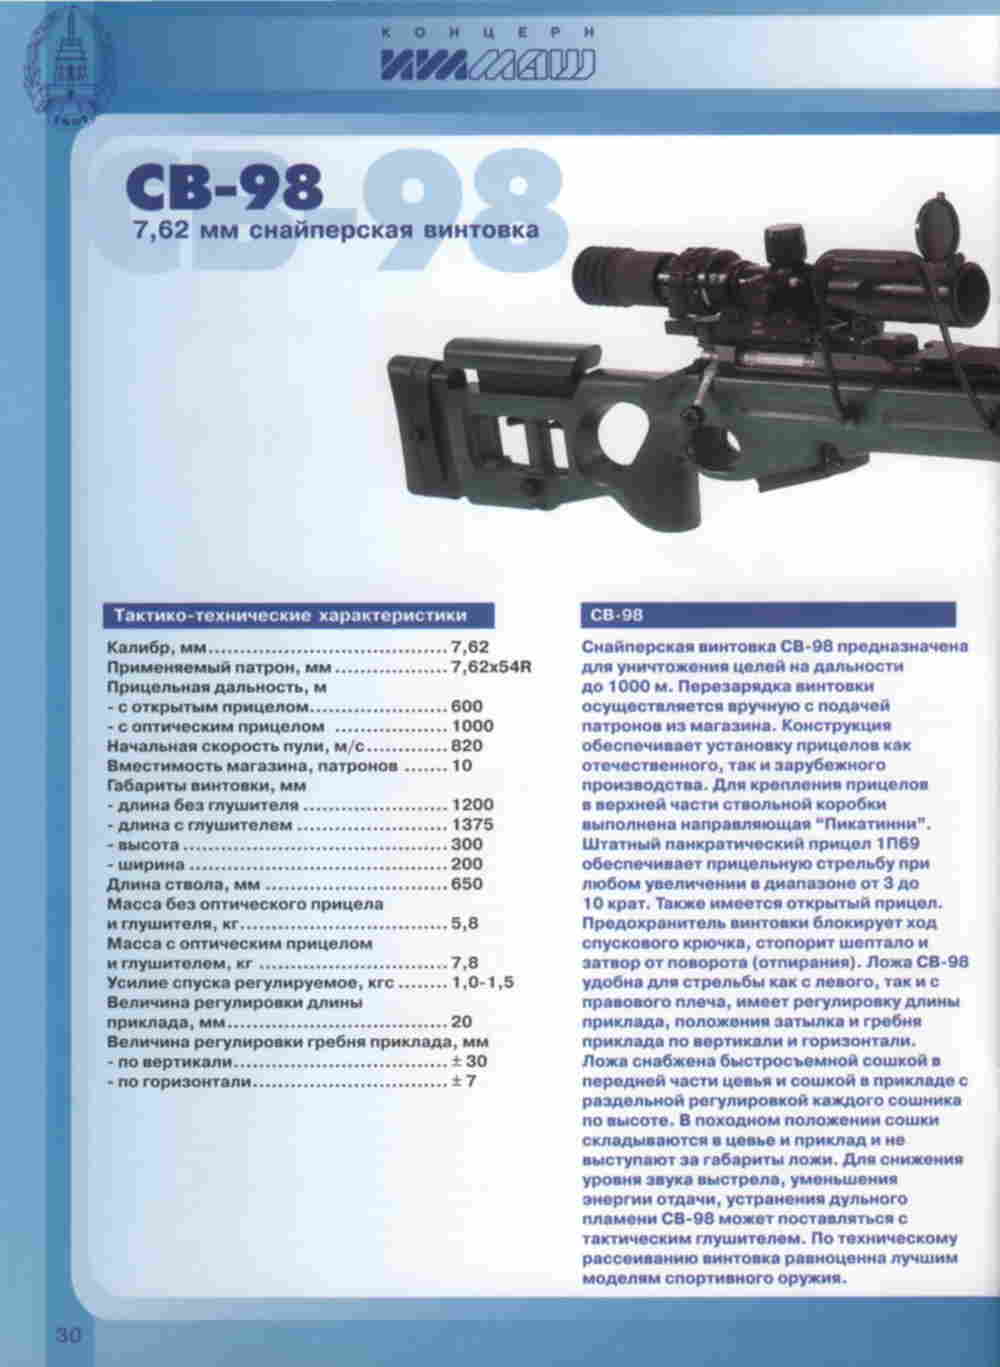 КОНЦЕРН
ИЖМАШ
СВ-98
СВ-98
7,62 мм снайперская винтовка
Тактико-технические характеристики
Калибр, мм........................................7,62
Применяемый патрон, мм...................7,62х54R
Прицельная дальность, м
- с открытым прицелом.......................600
- с оптическим прицелом ...................1000
Начальная скорость пули, м/с.............820
Вместимость магазина, патронов .......10
Габариты винтовки, мм
- длина без глушителя ........................1200
- длина с глушителем .........................1375
- высота ............................................300
- ширина ...........................................200
Длина ствола, мм ..............................650
Масса без оптического прицела
и глушителя, кг...................................5,8
Масса с оптическим прицелом
и глушителем, кг ...............................7,8
Усилие спуска регулируемое, кгс ........1,0-1,5
Величина регулировки длины
приклада, мм.....................................20
Величина регулировки гребня приклада, мм
- по вертикали....................................± 30
- по горизонтали.................................± 7
СВ-98
Снайперская винтовка СВ-98 предназначена
для уничтожения целей на дальности
до 1000 м. Перезарядка винтовки
осуществляется вручную с подачей
патронов из магазина. Конструкция
обеспечивает установку прицелов как
отечественного, так и зарубежного
производства. Для крепления прицелов
в верхней части ствольной коробки
выполнена направляющая "Пикатинни".
Штатный панкратический прицел 1П69
обеспечивает прицельную стрельбу при
любом увеличении в диапазоне от 3 до
10 крат. Также имеется открытый прицел.
Предохранитель винтовки блокирует ход
спускового крючка, стопорит шептало и
затвор от поворота (отпирания). Ложа СВ-98
удобна для стрельбы как с левого, так и с
правового плеча, имеет регулировку длины
приклада, положения затылка и гребня
приклада по вертикали и горизонтали.
Ложа снабжена быстросъемной сошкой в
передней части цевья и сошкой в прикладе с
раздельной регулировкой каждого сошника
по высоте. В походном положении сошки
складываются в цевье и приклад и не
выступают за габариты ложи. Для снижения
уровня звука выстрела, уменьшения
энергии отдачи, устранения дульного
пламени СВ-98 может поставляться с
тактическим глушителем. По техническому
рассеиванию винтовка равноценна лучшим
моделям спортивного оружия.
30